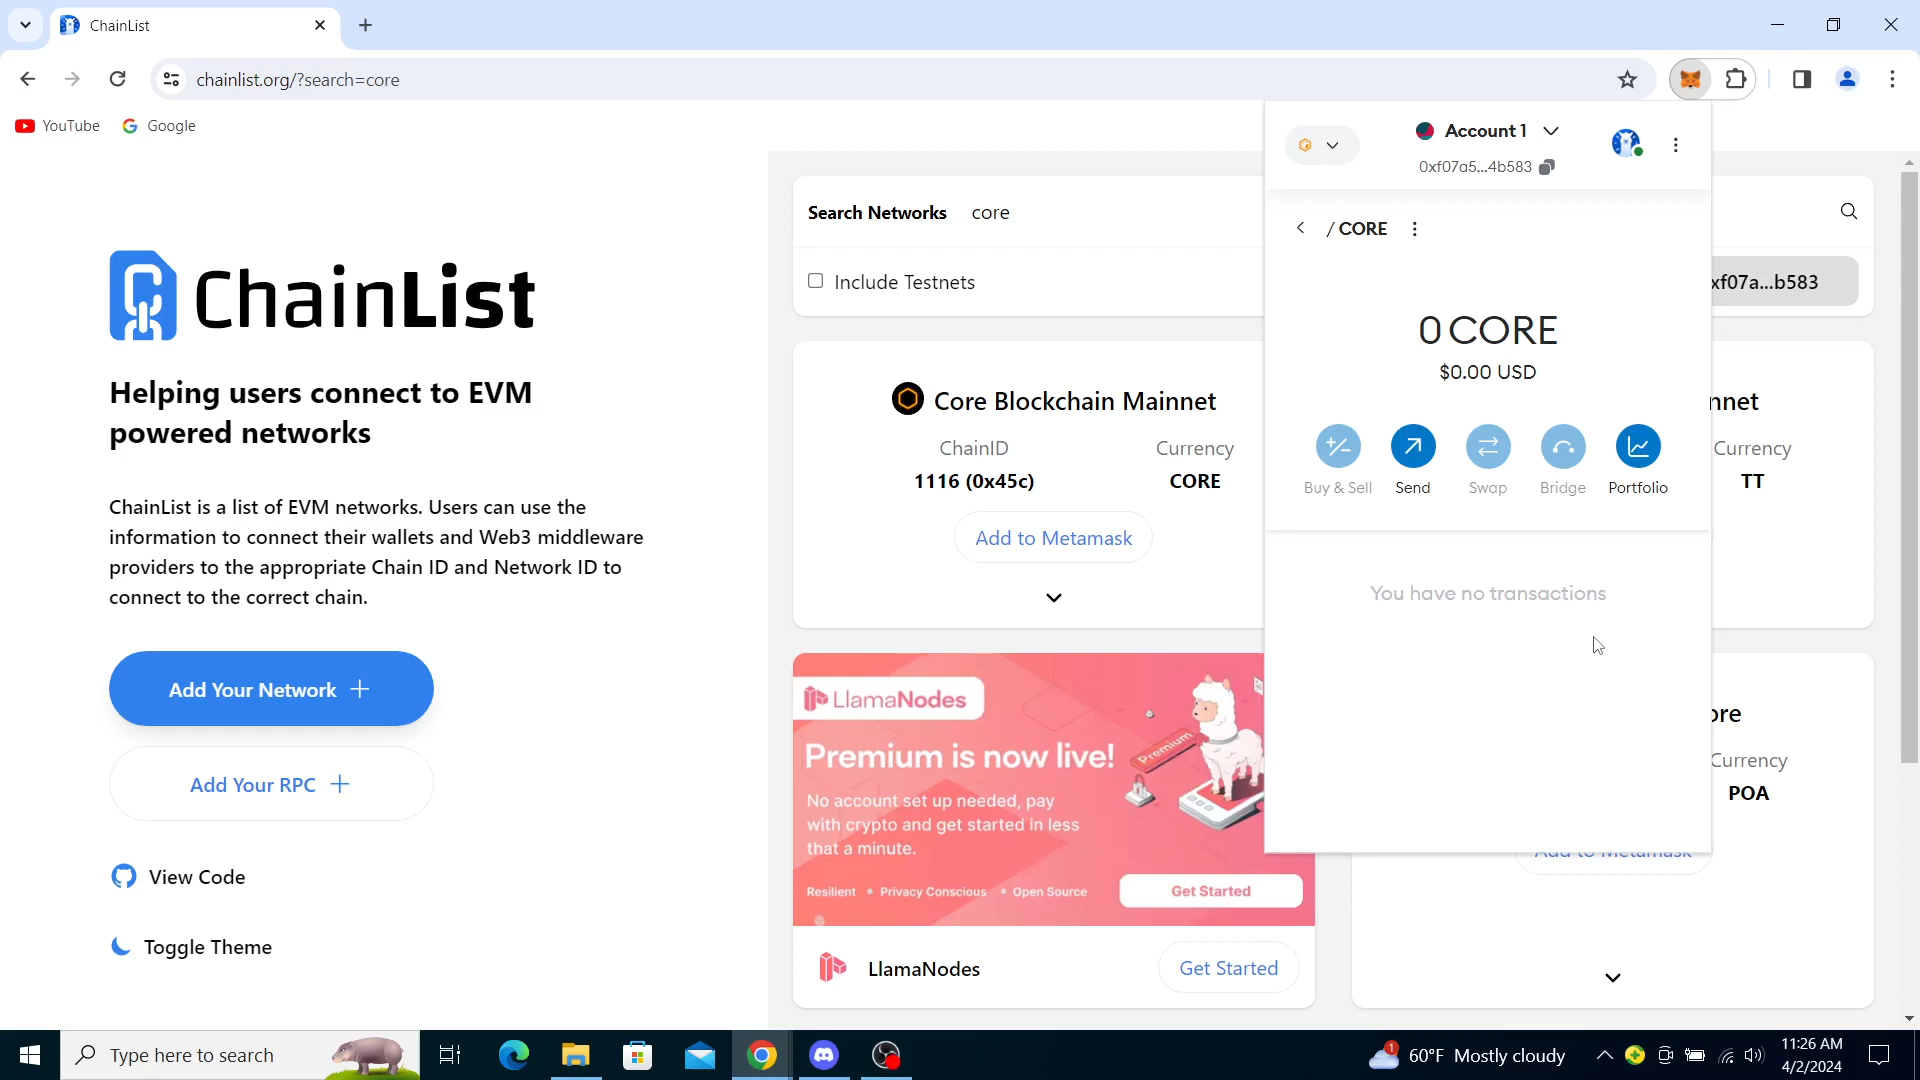 ChainList
chainlist.org/?search=core
YouTube
Google
ChainList
Helping users connect to EVM
powered networks
ChainList is a list of EVM networks. Users can use the
information to connect their wallets and Web3 middleware
providers to the appropriate Chain ID and Network ID to
connect to the correct chain.
Add Your Network
Add Your RPC
View Code
Toggle Theme
Search Networks core
Include Testnets
xf07a...b583
Core Blockchain Mainnet
ChainID Currency
1116 (0x45c) CORE
Add to Metamask
nnet
Currency
TT
LlamaNodes
Premium is now live!
No account set up needed, pay
with crypto and get started in less
that a minute.
Resilient • Privacy Conscious • Open Source
Get Started
Premium
LlamaNodes
Get Started
ore
Currency
POA
Add to Metamask
Account 1
0xf07a5...4b583
/ CORE
0 CORE
$0.00 USD
Buy & Sell Send Swap Bridge Portfolio
You have no transactions
Type here to search
1
60°F Mostly cloudy
11:26 AM
4/2/2024